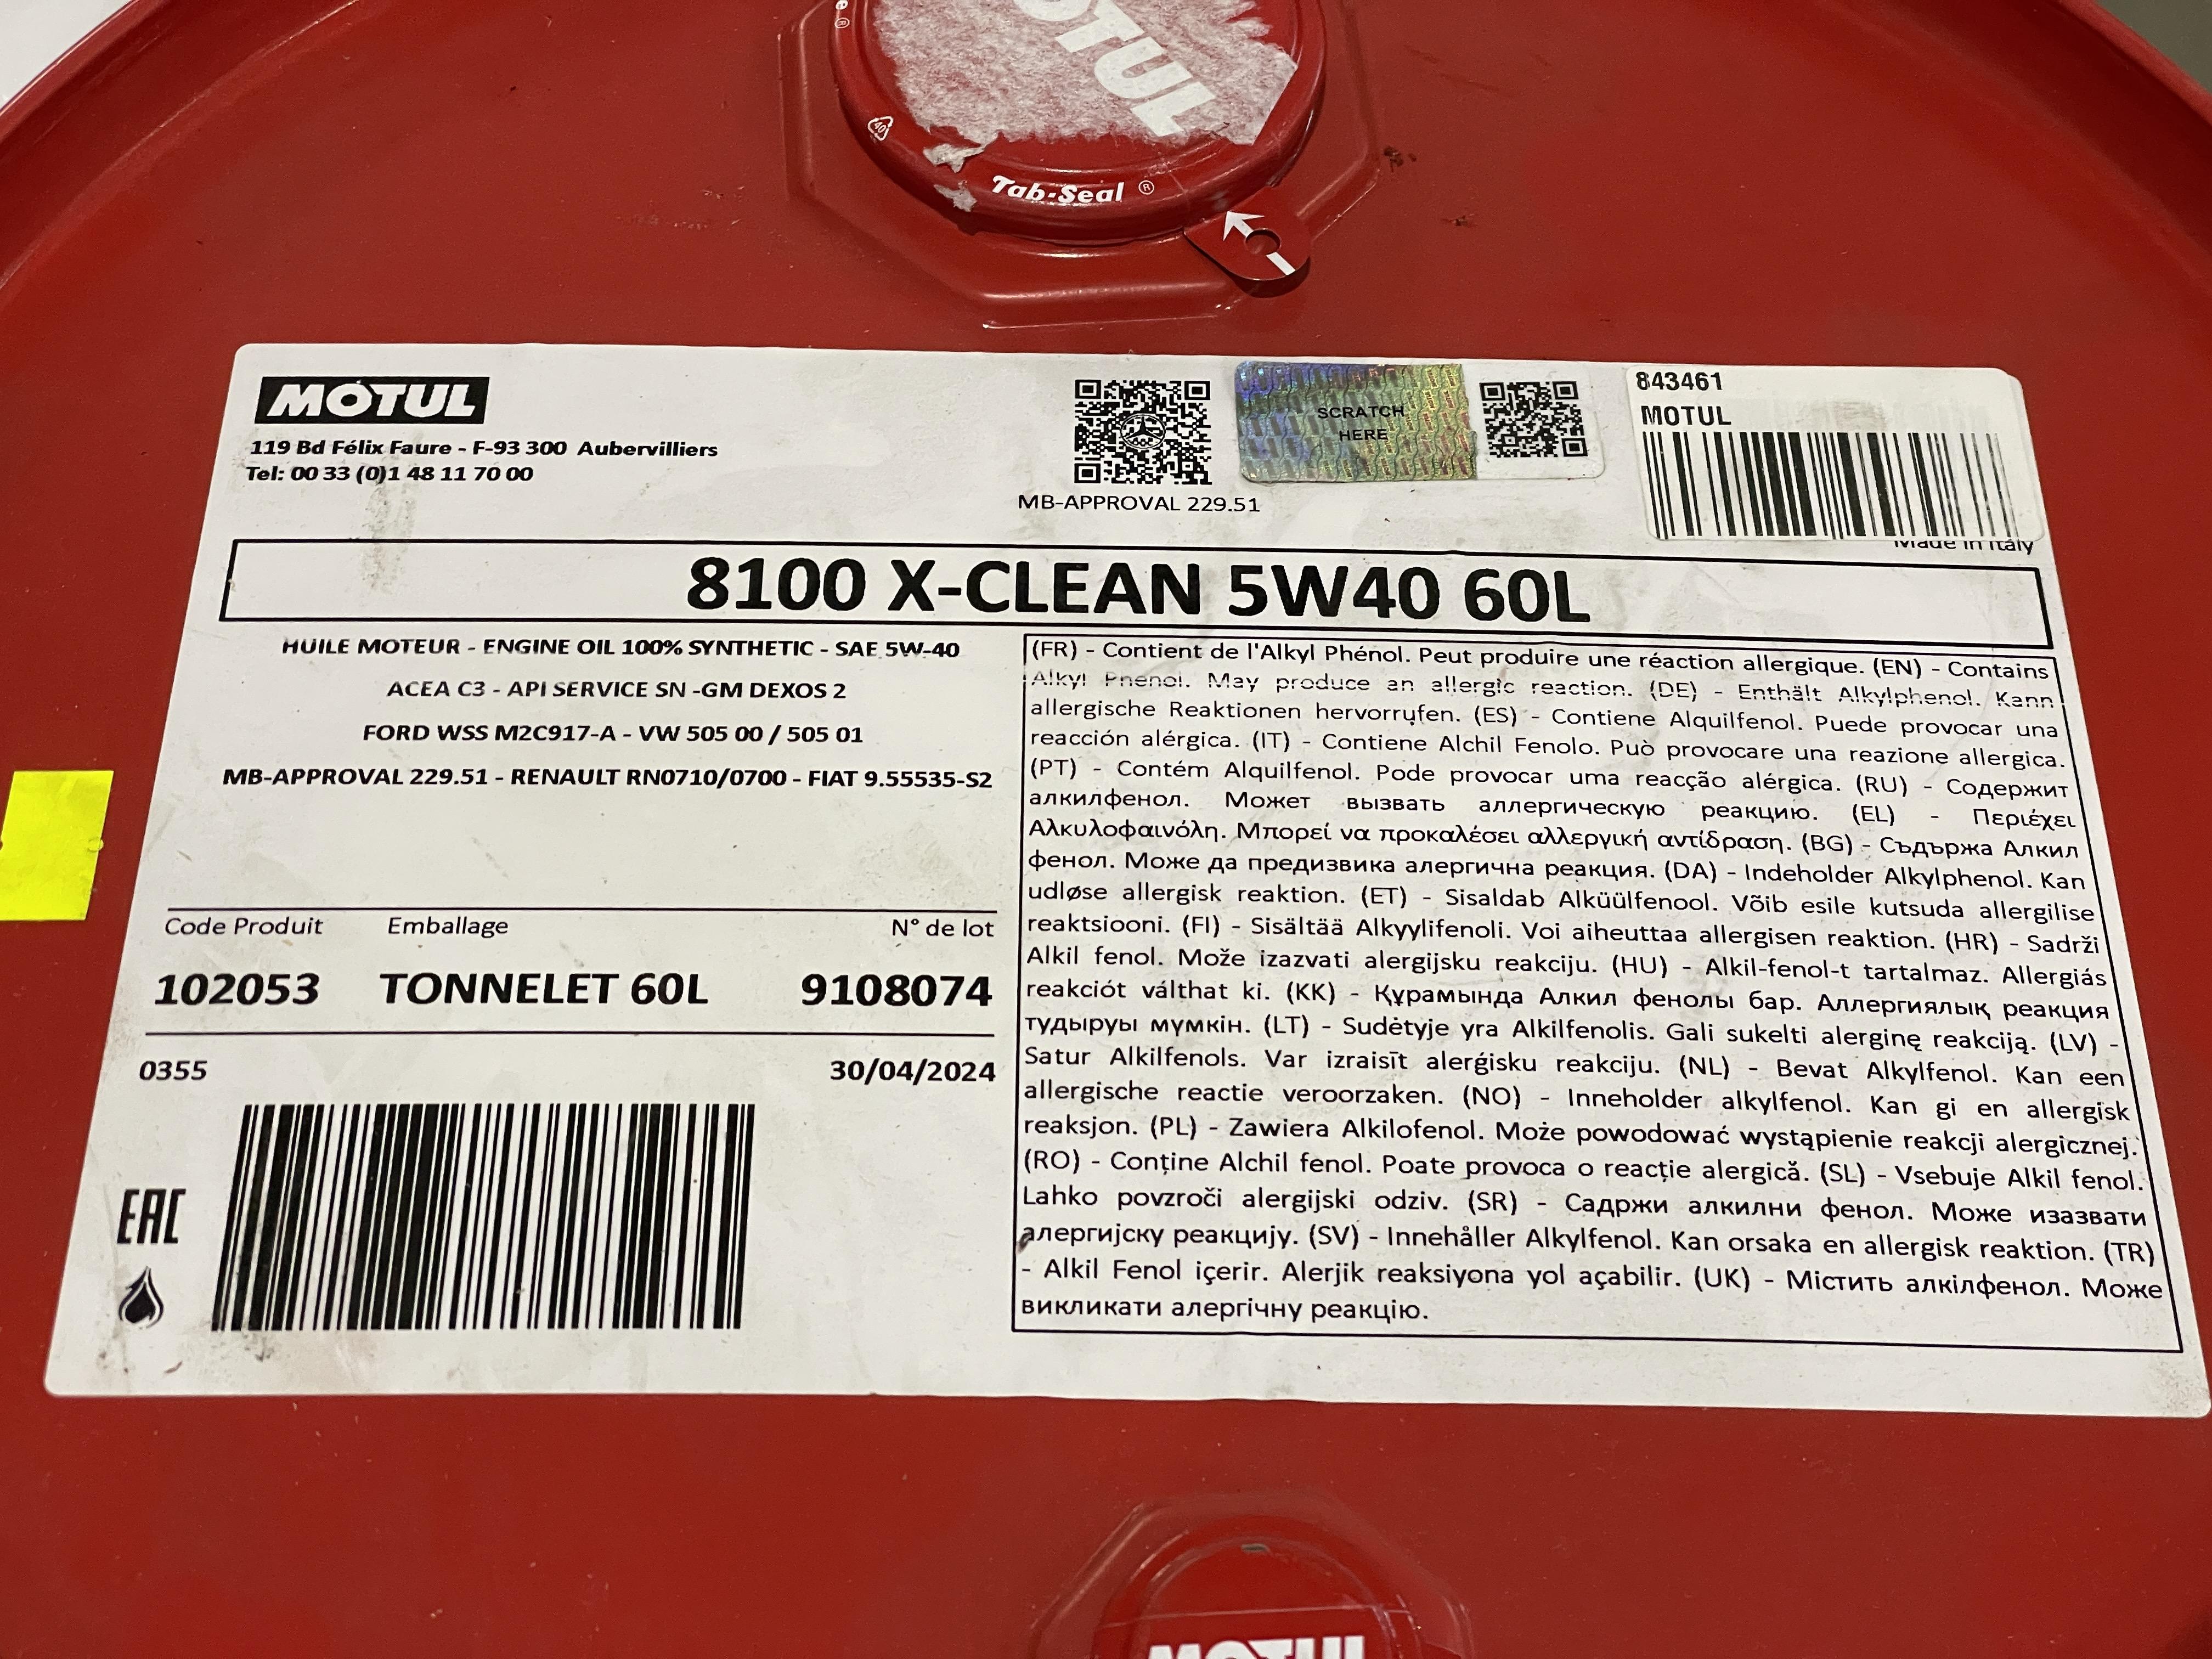 MOTUL
e ®
40
Tab-Seal ®
MOTUL
119 Bd Félix Faure - F-93 300 Aubervilliers
Tel: 00 33 (0)1 48 11 70 00
MB-APPROVAL 229.51
SCRATCH
HERE
843461
MOTUL
Made in Italy
8100 X-CLEAN 5W40 60L
HUILE MOTEUR - ENGINE OIL 100% SYNTHETIC - SAE 5W-40
ACEA C3 - API SERVICE SN -GM DEXOS 2
FORD WSS M2C917-A - VW 505 00 / 505 01
MB-APPROVAL 229.51 - RENAULT RN0710/0700 - FIAT 9.55535-S2
Code Produit Emballage N° de lot
102053 TONNELET 60L 9108074
0355 30/04/2024
EAC
(FR) - Contient de l'Alkyl Phénol. Peut produire une réaction allergique. (EN) - Contains
Alkyl Phenol. May produce an allergic reaction. (DE) - Enthält Alkylphenol. Kann
allergische Reaktionen hervorrufen. (ES) - Contiene Alquilfenol. Puede provocar una
reacción alérgica. (IT) - Contiene Alchil Fenolo. Può provocare una reazione allergica.
(PT) - Contém Alquilfenol. Pode provocar uma reacção alérgica. (RU) - Содержит
алкилфенол. Может вызвать аллергическую реакцию. (EL) - Περιέχει
Αλκυλοφαινόλη. Μπορεί να προκαλέσει αλλεργική αντίδραση. (BG) - Съдържа Алкил
фенол. Може да предизвика алергична реакция. (DA) - Indeholder Alkylphenol. Kan
udløse allergisk reaktion. (ET) - Sisaldab Alküülfenool. Võib esile kutsuda allergilise
reaktsiooni. (FI) - Sisältää Alkyylifenoli. Voi aiheuttaa allergisen reaktion. (HR) - Sadrži
Alkil fenol. Može izazvati alergijsku reakciju. (HU) - Alkil-fenol-t tartalmaz. Allergiás
reakciót válthat ki. (KK) - Құрамында Алкил фенолы бар. Аллергиялық реакция
тудыруы мүмкін. (LT) - Sudėtyje yra Alkilfenolis. Gali sukelti alerginę reakciją. (LV) -
Satur Alkilfenols. Var izraisīt alerģisku reakciju. (NL) - Bevat Alkylfenol. Kan een
allergische reactie veroorzaken. (NO) - Inneholder alkylfenol. Kan gi en allergisk
reaksjon. (PL) - Zawiera Alkilofenol. Może powodować wystąpienie reakcji alergicznej.
(RO) - Conține Alchil fenol. Poate provoca o reacție alergică. (SL) - Vsebuje Alkil fenol.
Lahko povzroči alergijski odziv. (SR) - Садржи алкилни фенол. Може изазвати
алергијску реакцију. (SV) - Innehåller Alkylfenol. Kan orsaka en allergisk reaktion. (TR)
- Alkil Fenol içerir. Alerjik reaksiyona yol açabilir. (UK) - Містить алкілфенол. Може
викликати алергічну реакцію.
MOTUL